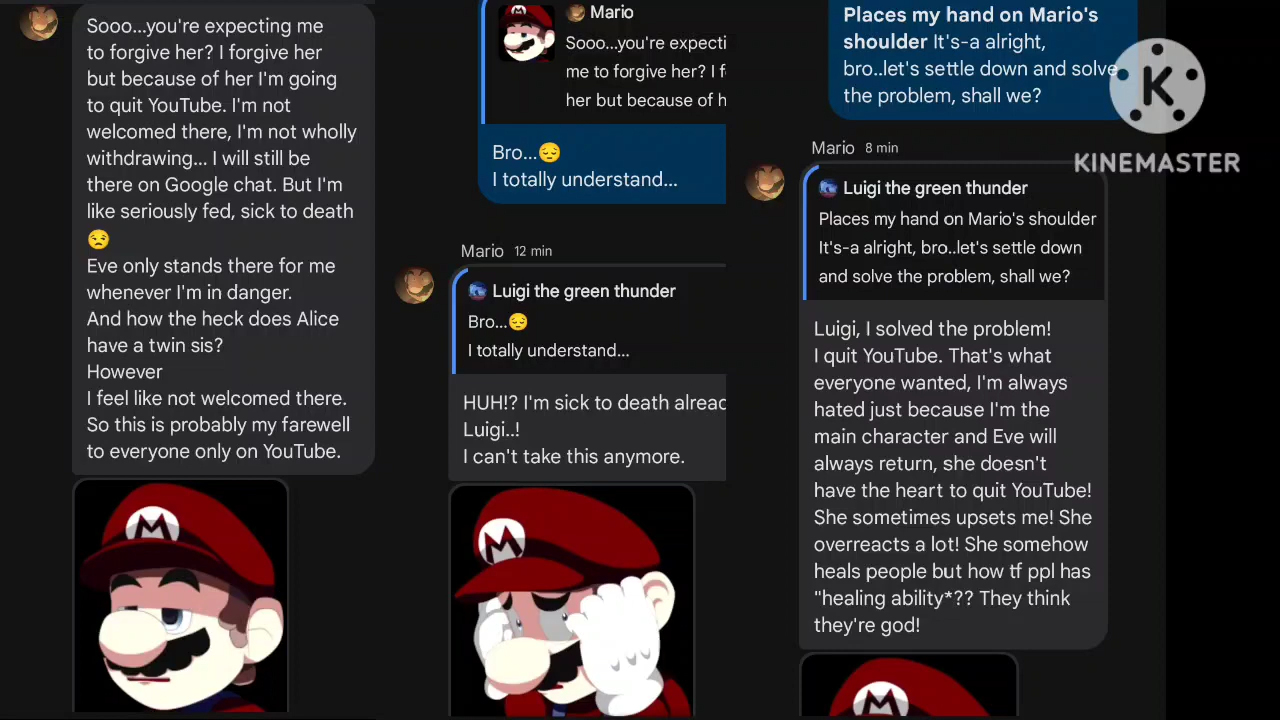 Sooo...you're expecting me
to forgive her? I forgive her
but because of her I'm going
to quit YouTube. I'm not
welcomed there, I'm not wholly
withdrawing... I will still be
there on Google chat. But I'm
like seriously fed, sick to death
😒
Eve only stands there for me
whenever I'm in danger.
And how the heck does Alice
have a twin sis?
However
I feel like not welcomed there.
So this is probably my farewell
to everyone only on YouTube.
M
Mario
Sooo...you're expecti
me to forgive her? I f
her but because of h
Bro...😔
I totally understand...
Mario 12 min
Luigi the green thunder
Bro...😔
I totally understand...
HUH!? I'm sick to death alread
Luigi..!
I can't take this anymore.
M
Places my hand on Mario's
shoulder It's-a alright,
bro..let's settle down and solve
the problem, shall we?
K
KINEMASTER
Mario 8 min
Luigi the green thunder
Places my hand on Mario's shoulder
It's-a alright, bro..let's settle down
and solve the problem, shall we?
Luigi, I solved the problem!
I quit YouTube. That's what
everyone wanted, I'm always
hated just because I'm the
main character and Eve will
always return, she doesn't
have the heart to quit YouTube!
She sometimes upsets me! She
overreacts a lot! She somehow
heals people but how tf ppl has
"healing ability*?? They think
they're god!
M